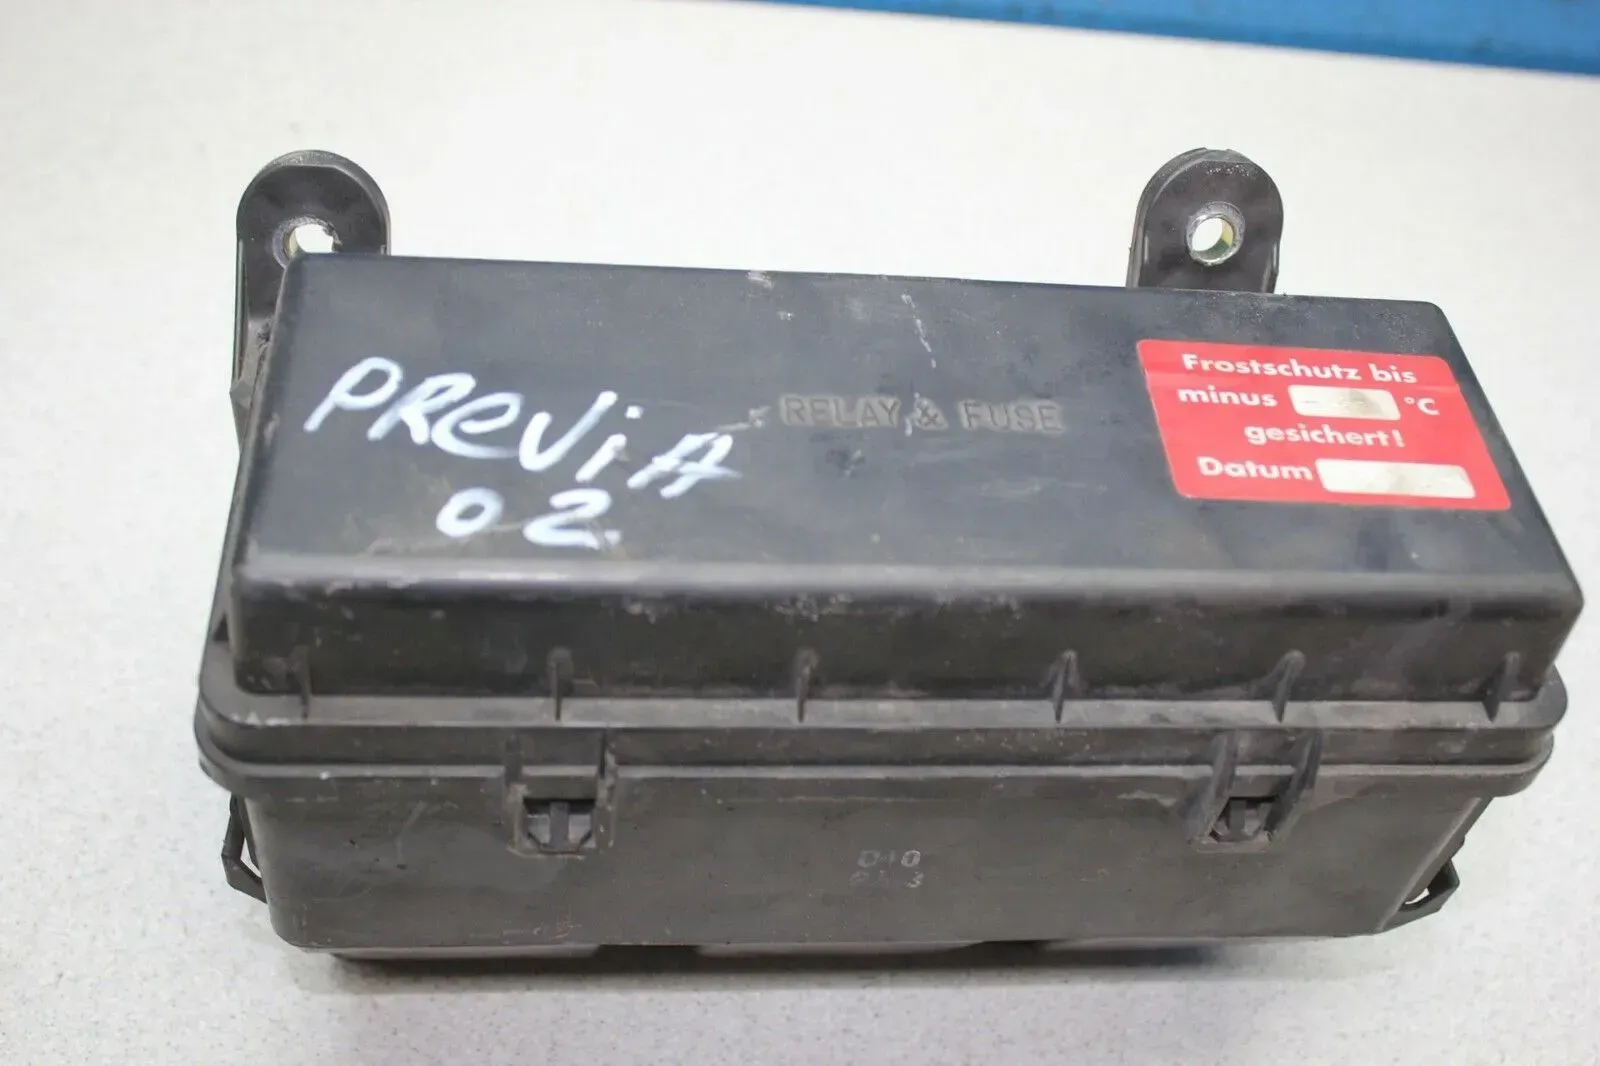 PREViA
02
RELAY & FUSE
Frostschutz bis
minus °C
gesichert!
Datum